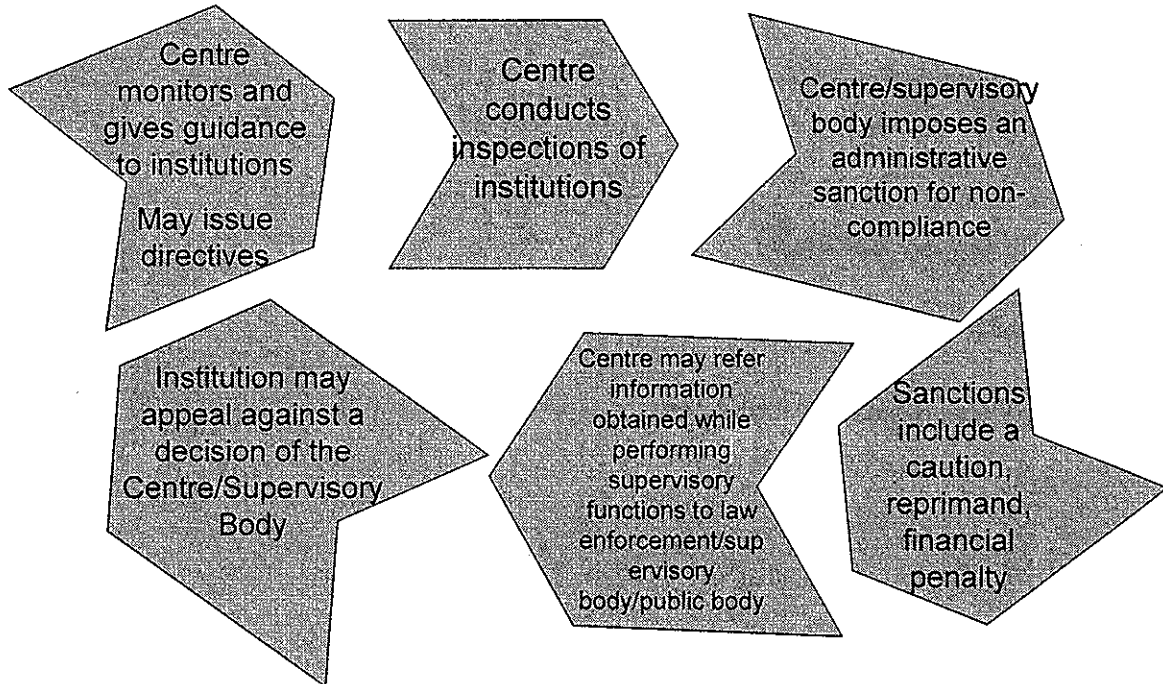 Centre
monitors and
gives guidance
to institutions
May issue
directives
Centre
conducts
inspections of
institutions
Centre/supervisory
body imposes an
administrative
sanction for non-
compliance
Sanctions
include a
caution,
reprimand,
financial
penalty
Centre may refer
information
obtained while
performing
supervisory
functions to law
enforcement/sup
ervisory
body/public body
Institution may
appeal against a
decision of the
Centre/Supervisory
Body